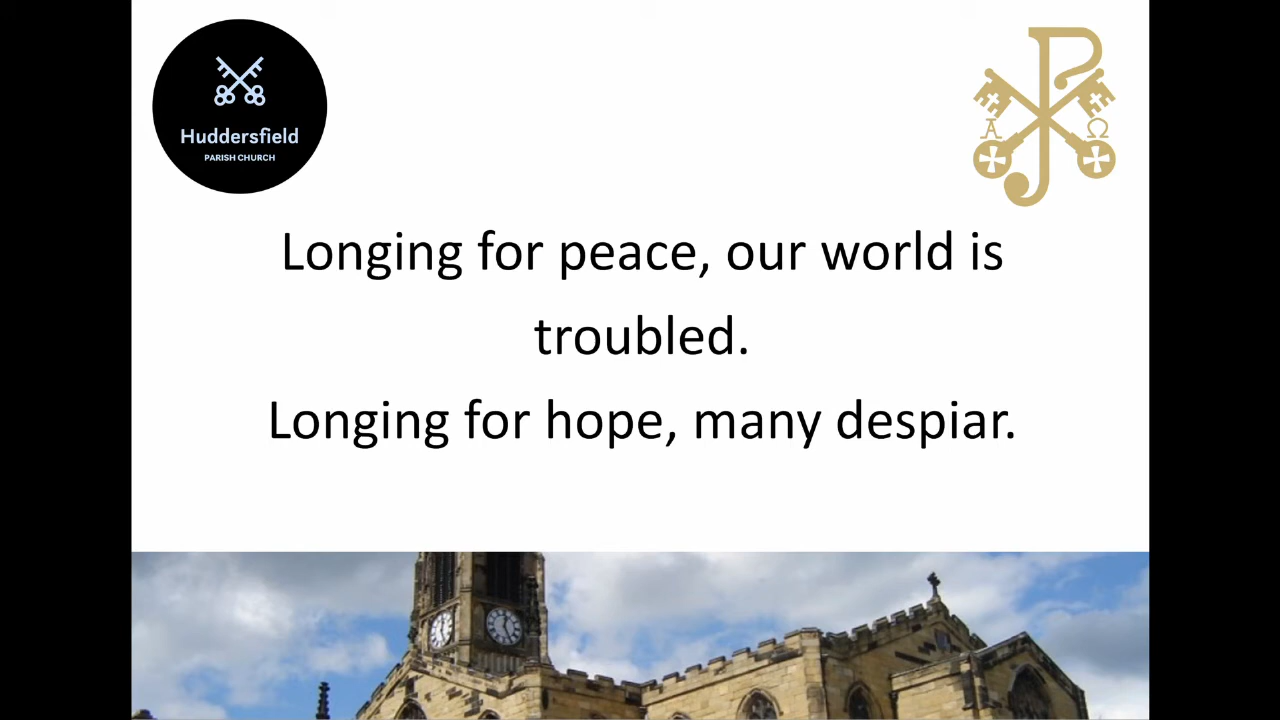 Huddersfield
PARISH CHURCH
Α Ω
Longing for peace, our world is
troubled.
Longing for hope, many despiar.